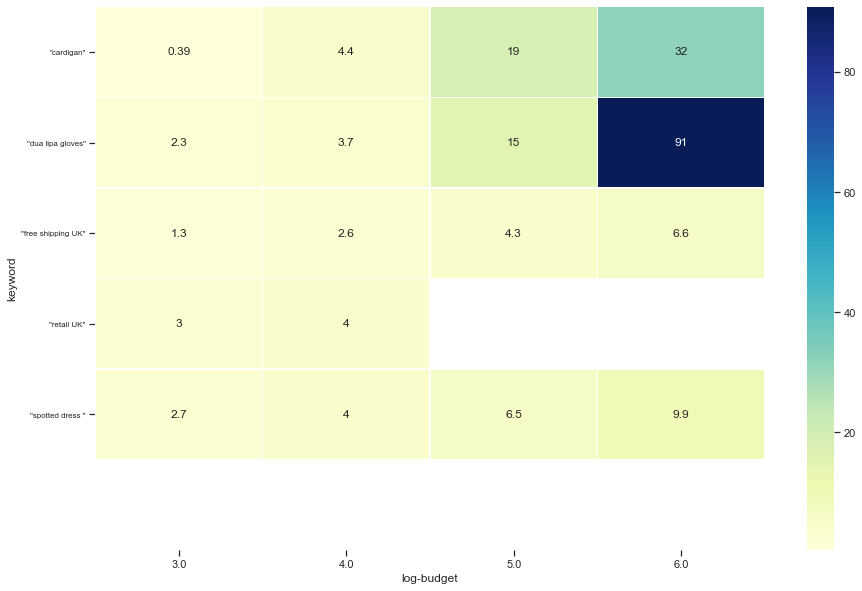 "cardigan" 0.39 4.4 19 32
"dua lipa gloves" 2.3 3.7 15 91
"free shipping UK" 1.3 2.6 4.3 6.6
"retail UK" 3 4
"spotted dress " 2.7 4 6.5 9.9
keyword
3.0 4.0 5.0 6.0
log-budget
80
60
40
20